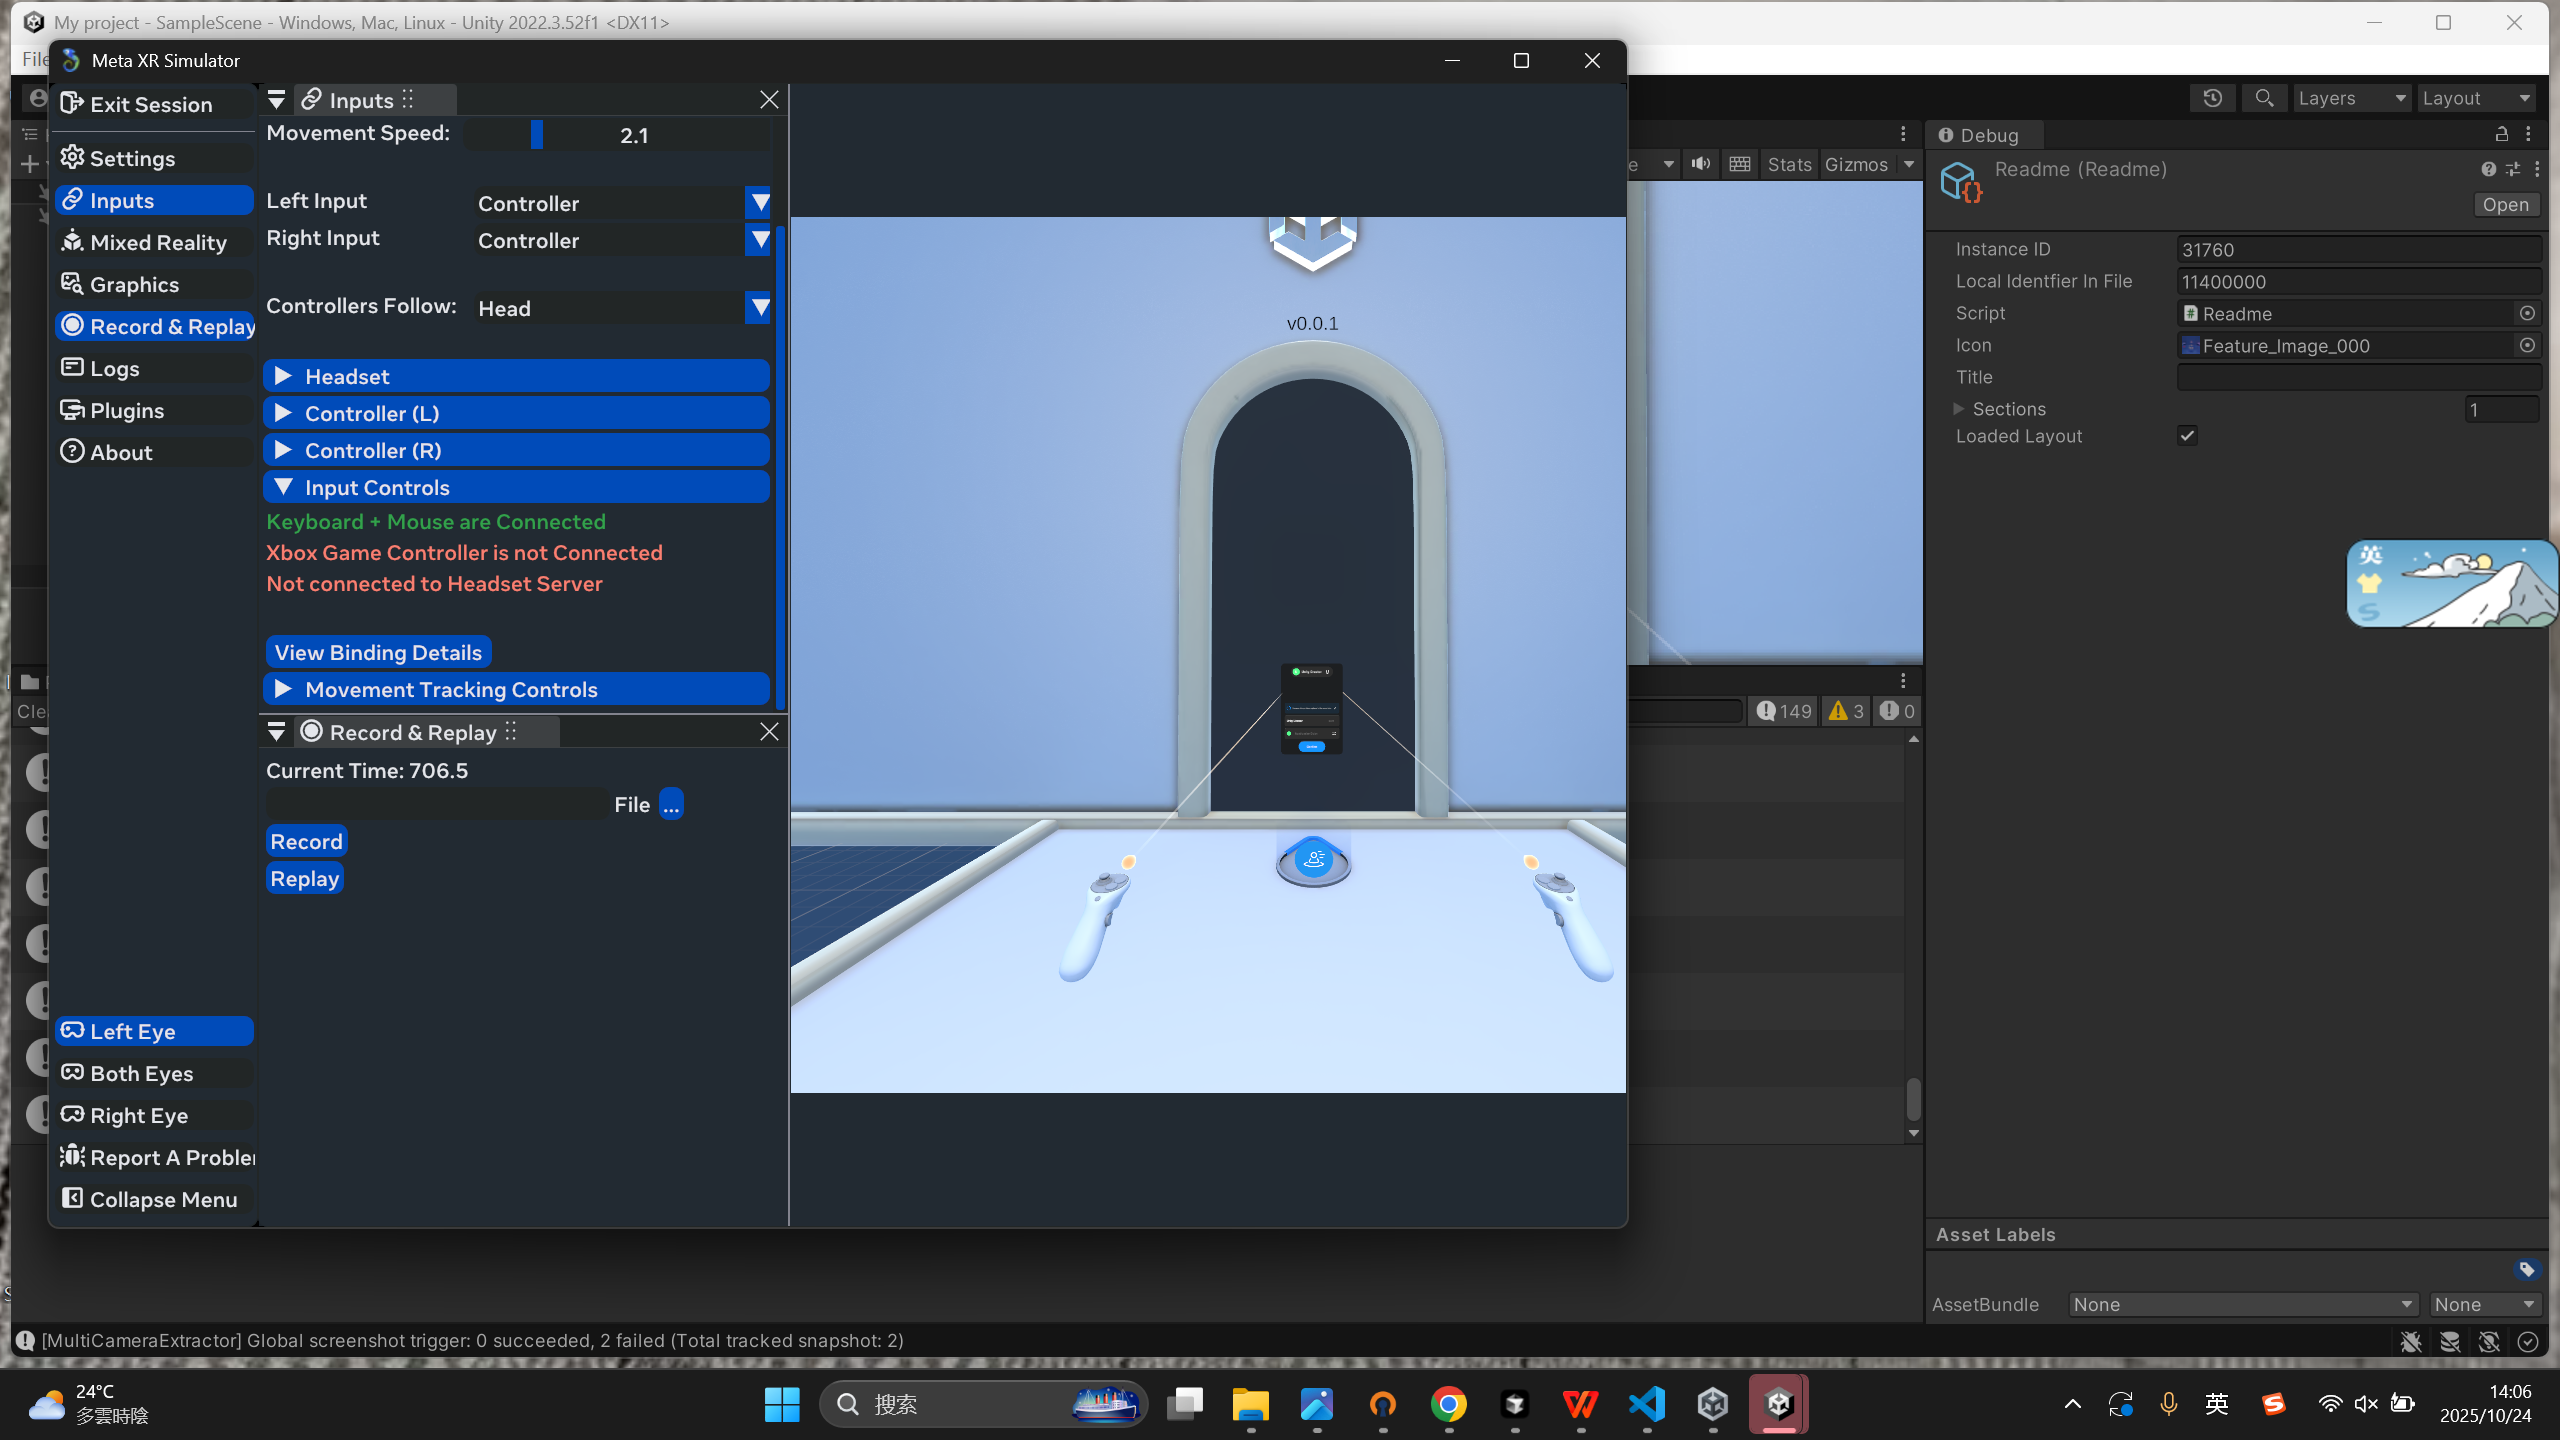 My project - SampleScene - Windows, Mac, Linux - Unity 2022.3.52f1 <DX11>
File
Meta XR Simulator
Exit Session
Settings
Inputs
Mixed Reality
Graphics
Record & Replay
Logs
Plugins
About
Left Eye
Both Eyes
Right Eye
Report A Proble
Collapse Menu
Inputs
Movement Speed: 2.1
Left Input Controller
Right Input Controller
Controllers Follow: Head
Headset
Controller (L)
Controller (R)
Input Controls
Keyboard + Mouse are Connected
Xbox Game Controller is not Connected
Not connected to Headset Server
View Binding Details
Movement Tracking Controls
Record & Replay
Current Time: 706.5
File ...
Record
Replay
v0.0.1
Layers
Layout
Stats
Gizmos
149
3
0
Debug
Readme (Readme)
Open
Instance ID 31760
Local Identfier In File 11400000
Script Readme
Icon Feature_Image_000
Title
Sections 1
Loaded Layout
英
Asset Labels
AssetBundle None None
[MultiCameraExtractor] Global screenshot trigger: 0 succeeded, 2 failed (Total tracked snapshot: 2)
24°C
多雲時陰
搜索
英
14:06
2025/10/24